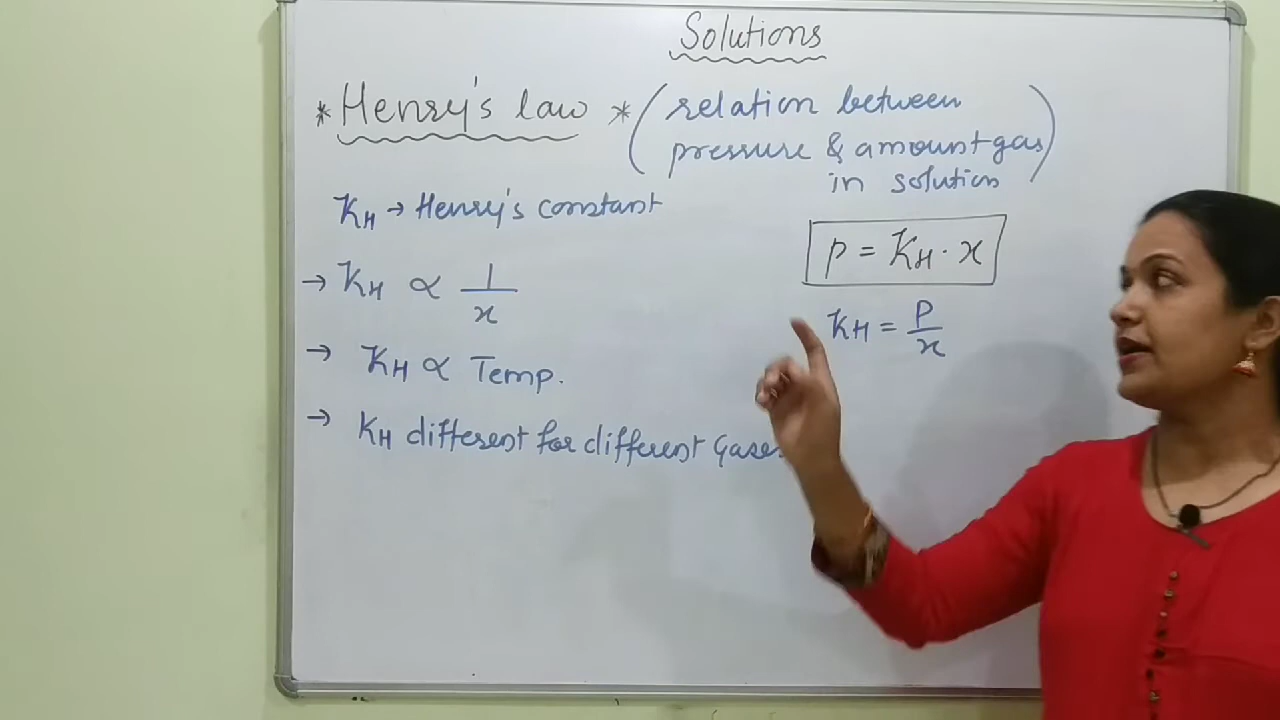 Solutions
* Henry's law * (relation between
pressure & amount gas
in solution)
KH → Henry's constant
p = KH · x
→ KH ∝ 1/x
KH = P/x
→ KH ∝ Temp.
→ KH different for different gases